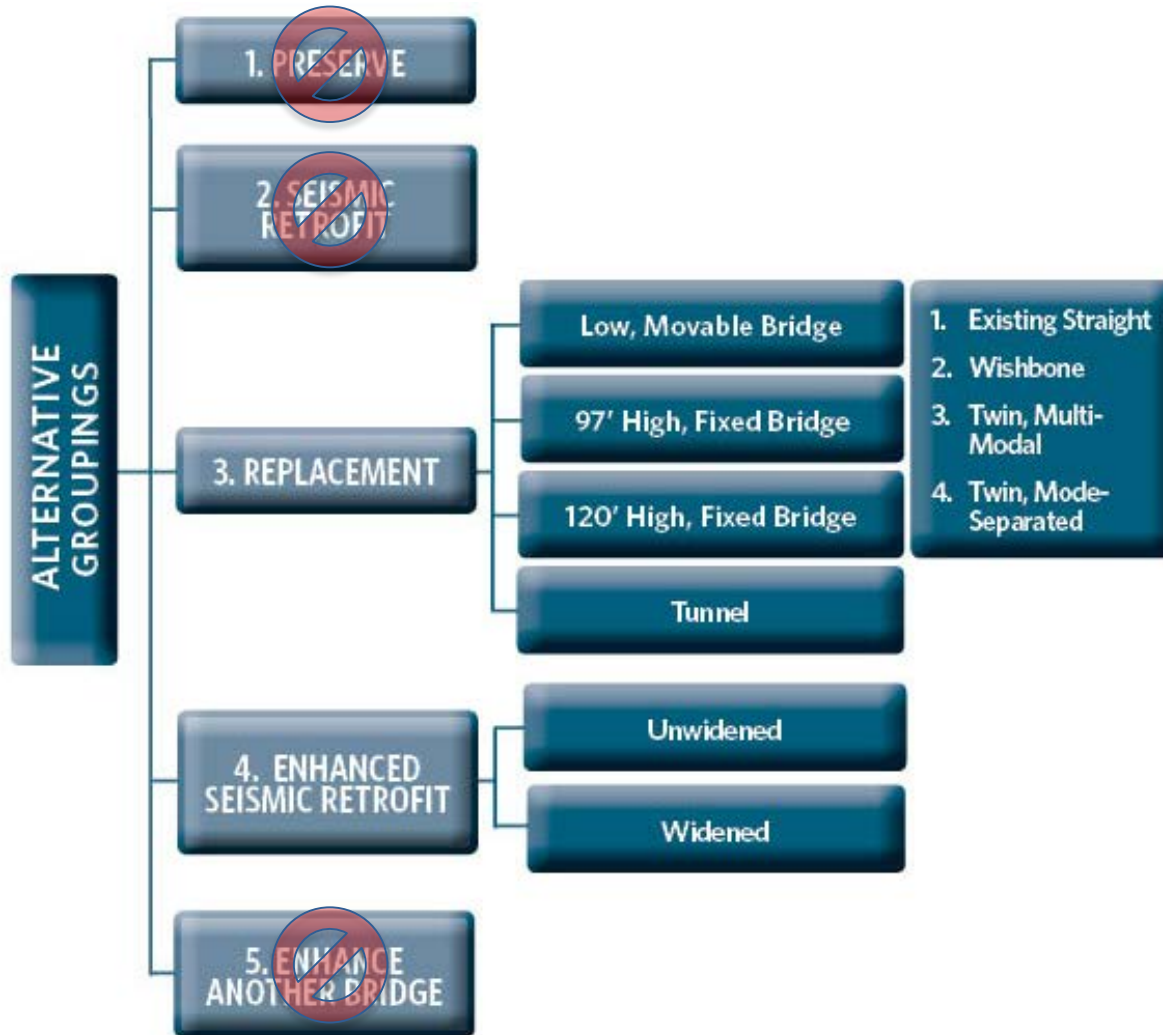 ALTERNATIVE
GROUPINGS
1. PRESERVE
2. SEISMIC
RETROFIT
3. REPLACEMENT
Low, Movable Bridge
97' High, Fixed Bridge
120' High, Fixed Bridge
Tunnel
1. Existing Straight
2. Wishbone
3. Twin, Multi-
Modal
4. Twin, Mode-
Separated
4. ENHANCED
SEISMIC RETROFIT
Unwidened
Widened
5. ENHANCE
ANOTHER BRIDGE